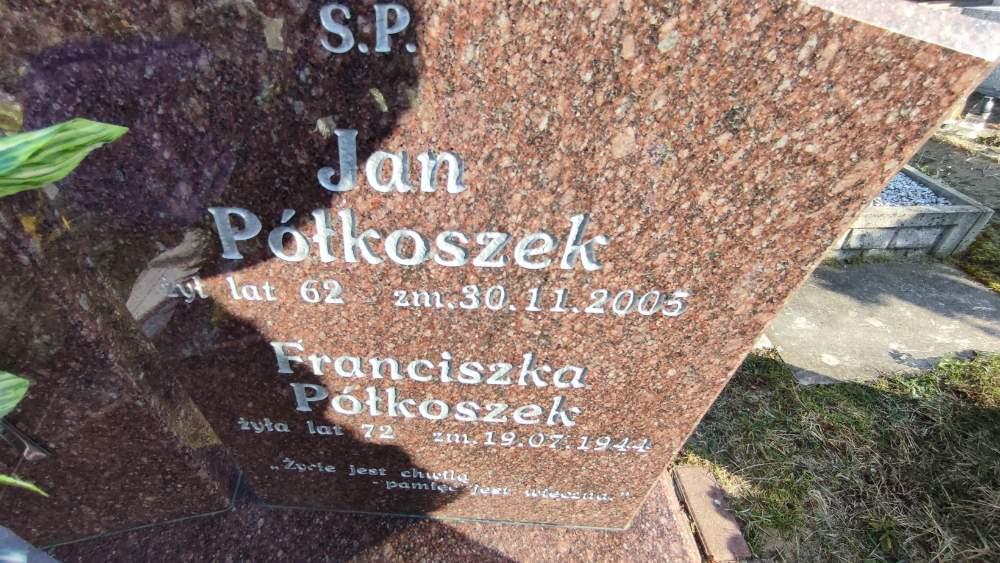 Ś.P.
Jan
Półkoszek
żył lat 62 zm.30.11.2005
Franciszka
Półkoszek
żyła lat 72 zm.19.07.1944
„Życie jest chwilą
- pamięć jest wieczna."